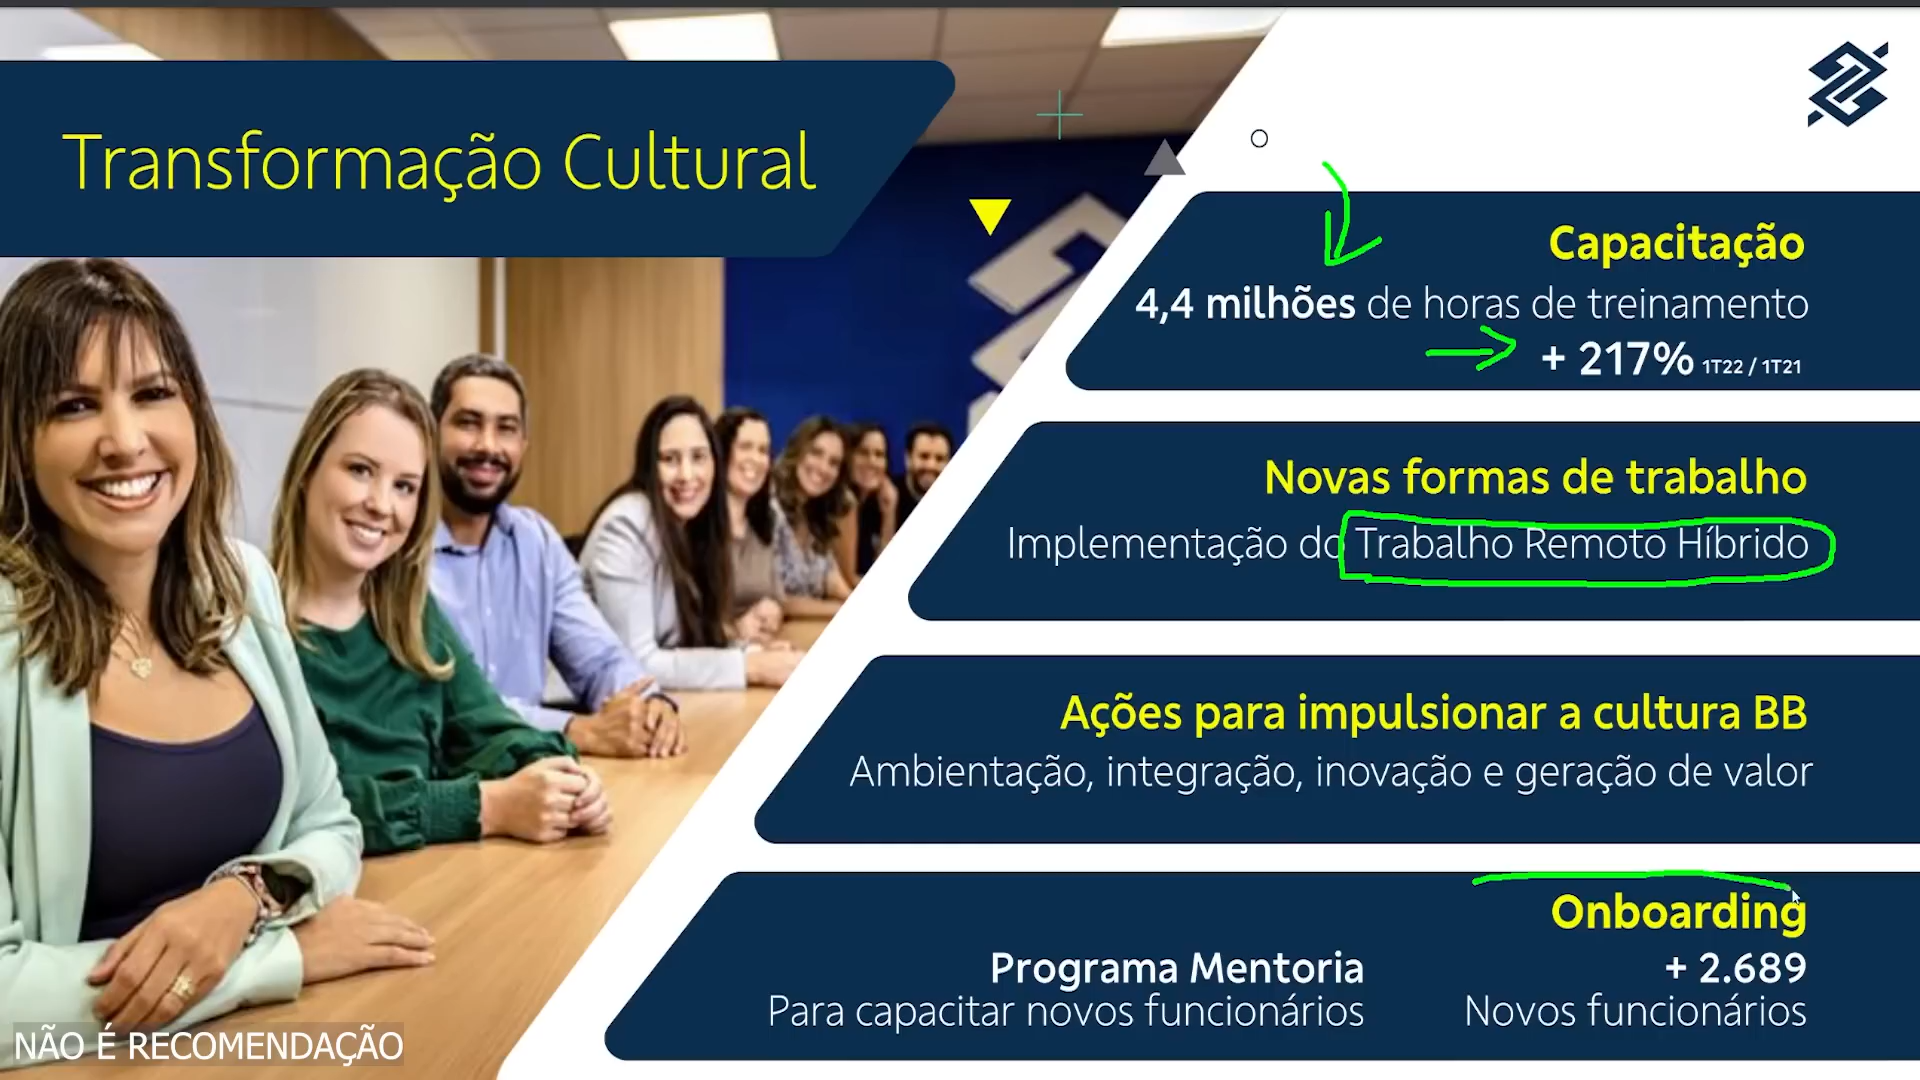 Transformação Cultural
Capacitação
4,4 milhões de horas de treinamento
+ 217% 1T22 / 1T21
Novas formas de trabalho
Implementação do Trabalho Remoto Híbrido
Ações para impulsionar a cultura BB
Ambientação, integração, inovação e geração de valor
Onboarding
Programa Mentoria
Para capacitar novos funcionários
+ 2.689
Novos funcionários
NÃO É RECOMENDAÇÃO